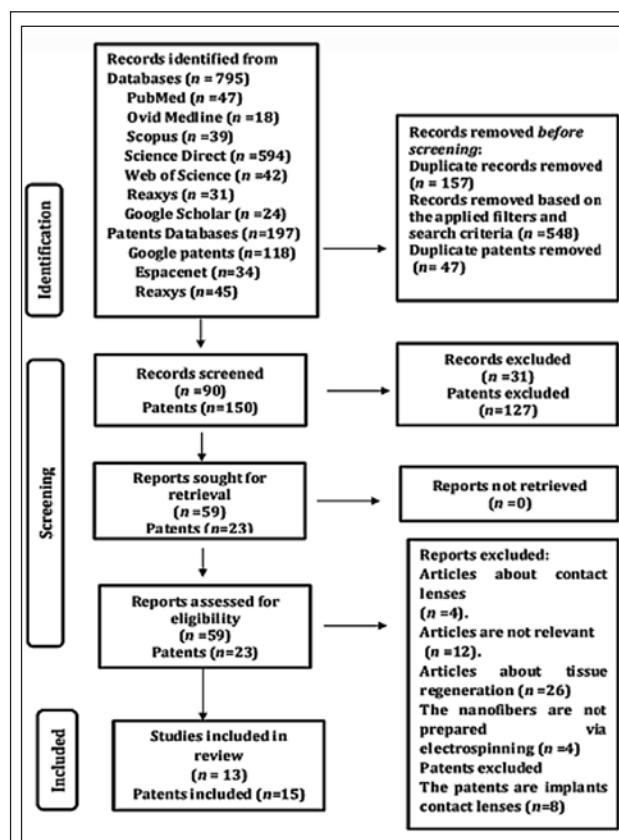 Identification
Records identified from
Databases (n = 795)
PubMed (n =47)
Ovid Medline (n =18)
Scopus (n =39)
Science Direct (n =594)
Web of Science (n =42)
Reaxys (n =31)
Google Scholar (n =24)
Patents Databases (n=197)
Google patents (n=118)
Espacenet (n=34)
Reaxys (n=45)
Records removed before
screening:
Duplicate records removed
(n = 157)
Records removed based on
the applied filters and
search criteria (n =548)
Duplicate patents removed
(n= 47)
Screening
Records screened
(n =90)
Patents (n=150)
Records excluded
(n =31)
Patents excluded
(n=127)
Reports sought for
retrieval
(n =59)
Patents (n=23)
Reports not retrieved
(n =0)
Reports assessed for
eligibility
(n =59)
Patents (n=23)
Reports excluded:
Articles about contact
lenses
(n =4).
Articles are not relevant
(n =12).
Articles about tissue
regeneration (n =26)
The nanofibers are not
prepared via
electrospinning (n =4)
Patents excluded
The patents are implants
contact lenses (n=8)
Included
Studies included in
review
(n = 13)
Patents included (n=15)